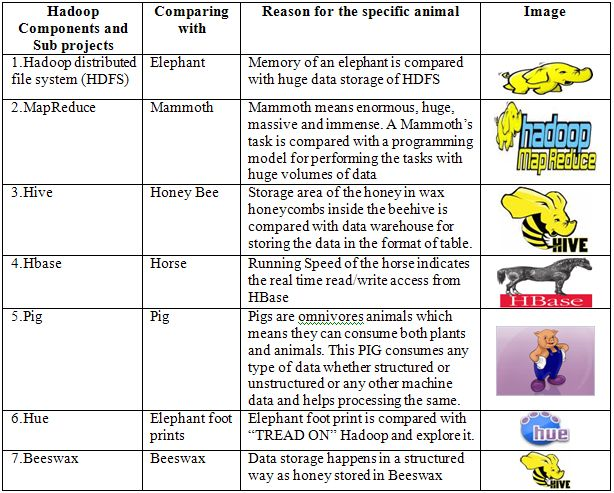 Hadoop Components and Sub projects
Comparing with
Reason for the specific animal
Image
1.Hadoop distributed
file system (HDFS)
Elephant
Memory of an elephant is compared
with huge data storage of HDFS
2.MapReduce
Mammoth
Mammoth means enormous, huge,
massive and immense. A Mammoth’s
task is compared with a programming
model for performing the tasks with
huge volumes of data
hadoop
Map Reduce
3.Hive
Honey Bee
Storage area of the honey in wax
honeycombs inside the beehive is
compared with data warehouse for
storing the data in the format of table.
HIVE
4.Hbase
Horse
Running Speed of the horse indicates
the real time read/write access from
HBase
HBase
5.Pig
Pig
Pigs are omnivores animals which
means they can consume both plants
and animals. This PIG consumes any
type of data whether structured or
unstructured or any other machine
data and helps processing the same.
6.Hue
Elephant foot
prints
Elephant foot print is compared with
“TREAD ON” Hadoop and explore it.
hue
7.Beeswax
Beeswax
Data storage happens in a structured
way as honey stored in Beeswax
HIVE